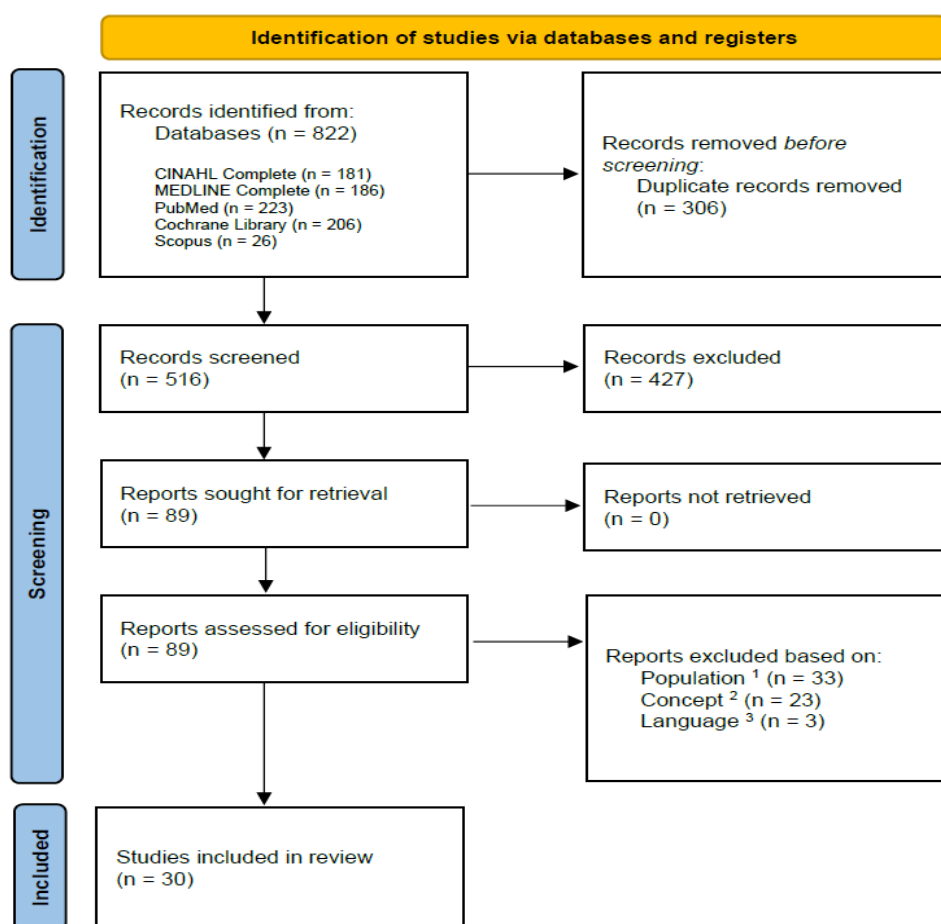 Identification of studies via databases and registers
Identification
Records identified from:
Databases (n = 822)
CINAHL Complete (n = 181)
MEDLINE Complete (n = 186)
PubMed (n = 223)
Cochrane Library (n = 206)
Scopus (n = 26)
Records removed before
screening:
Duplicate records removed
(n = 306)
Screening
Records screened
(n = 516)
Records excluded
(n = 427)
Reports sought for retrieval
(n = 89)
Reports not retrieved
(n = 0)
Reports assessed for eligibility
(n = 89)
Reports excluded based on:
Population ¹ (n = 33)
Concept ² (n = 23)
Language ³ (n = 3)
Included
Studies included in review
(n = 30)